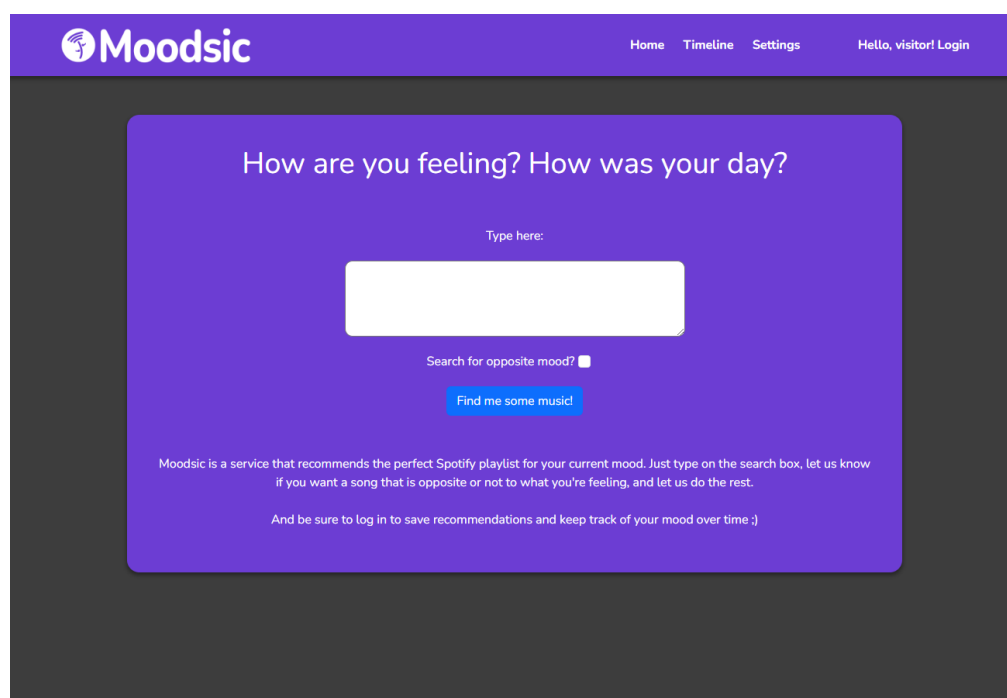 Moodsic
Home Timeline Settings Hello, visitor! Login
How are you feeling? How was your day?
Type here:
Search for opposite mood?
Find me some music!
Moodsic is a service that recommends the perfect Spotify playlist for your current mood. Just type on the search box, let us know
if you want a song that is opposite or not to what you're feeling, and let us do the rest.
And be sure to log in to save recommendations and keep track of your mood over time ;)